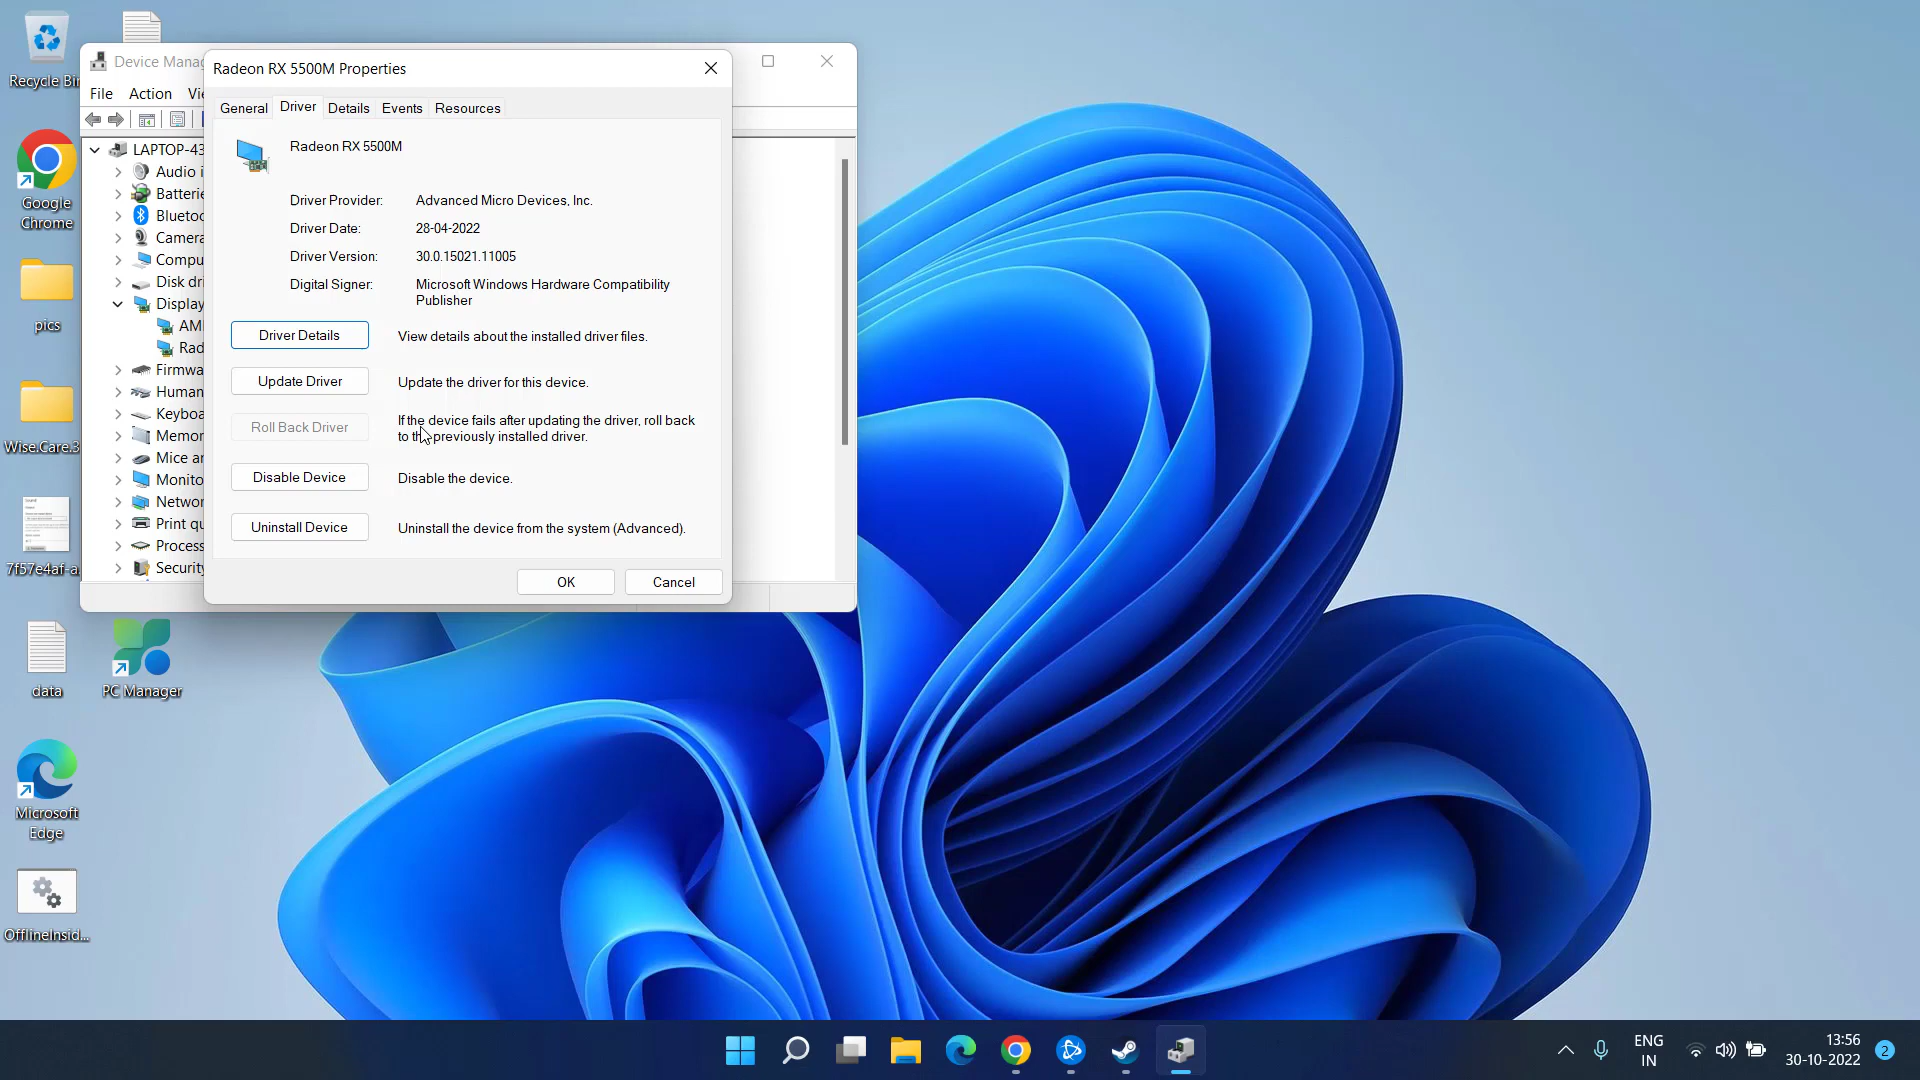 Recycle Bin
Google
Chrome
pics
Wise.Care.3
7f57e4af-a...
data
PC Manager
Microsoft
Edge
OfflineInsid...
Device Manag
File Action Vi
LAPTOP-43
Audio i
Batterie
Bluetoo
Camera
Compu
Disk dri
Display
AMD
Rad
Firmwa
Human
Keyboa
Memor
Mice an
Monito
Networ
Print qu
Process
Security
Radeon RX 5500M Properties
General Driver Details Events Resources
Radeon RX 5500M
Driver Provider: Advanced Micro Devices, Inc.
Driver Date: 28-04-2022
Driver Version: 30.0.15021.11005
Digital Signer: Microsoft Windows Hardware Compatibility
Publisher
Driver Details View details about the installed driver files.
Update Driver Update the driver for this device.
Roll Back Driver If the device fails after updating the driver, roll back
to the previously installed driver.
Disable Device Disable the device.
Uninstall Device Uninstall the device from the system (Advanced).
OK Cancel
ENG
IN
13:56
30-10-2022
2